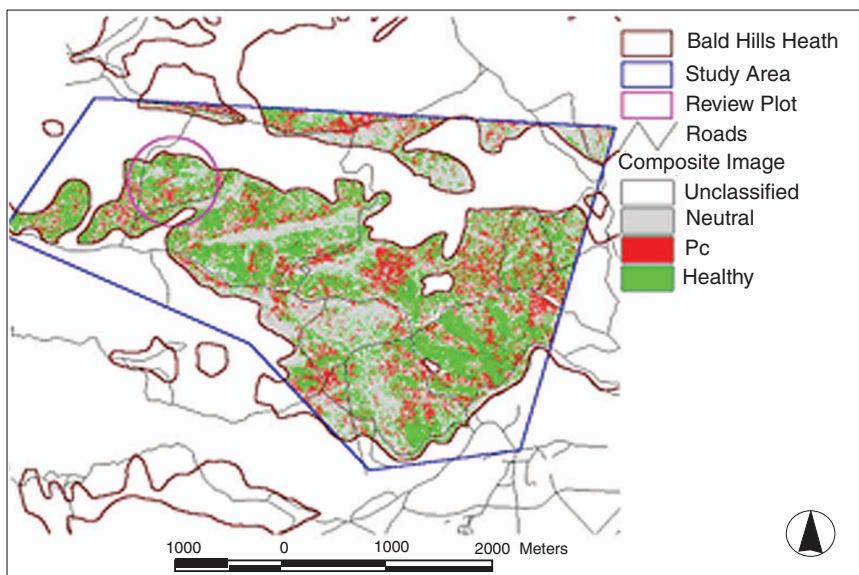 Bald Hills Heath
Study Area
Review Plot
Roads
Composite Image
Unclassified
Neutral
Pc
Healthy
1000 0 1000 2000 Meters